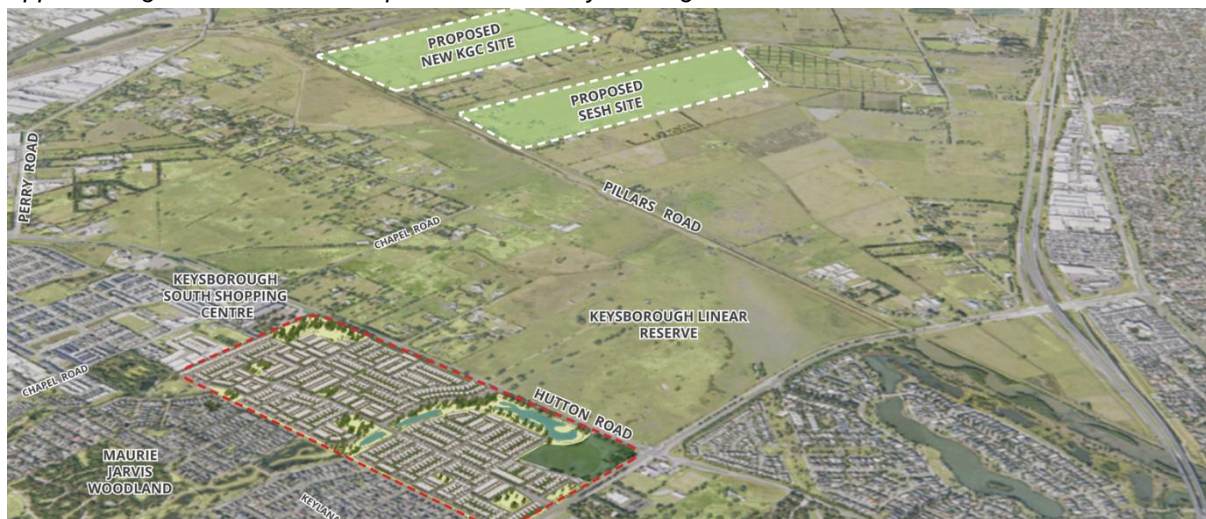 PROPOSED
NEW KGC SITE
PROPOSED
SESH SITE
PERRY ROAD
PILLARS ROAD
CHAPEL ROAD
KEYSBOROUGH
SOUTH SHOPPING
CENTRE
KEYSBOROUGH LINEAR
RESERVE
CHAPEL ROAD
HUTTON ROAD
MAURIE
JARVIS
WOODLAND